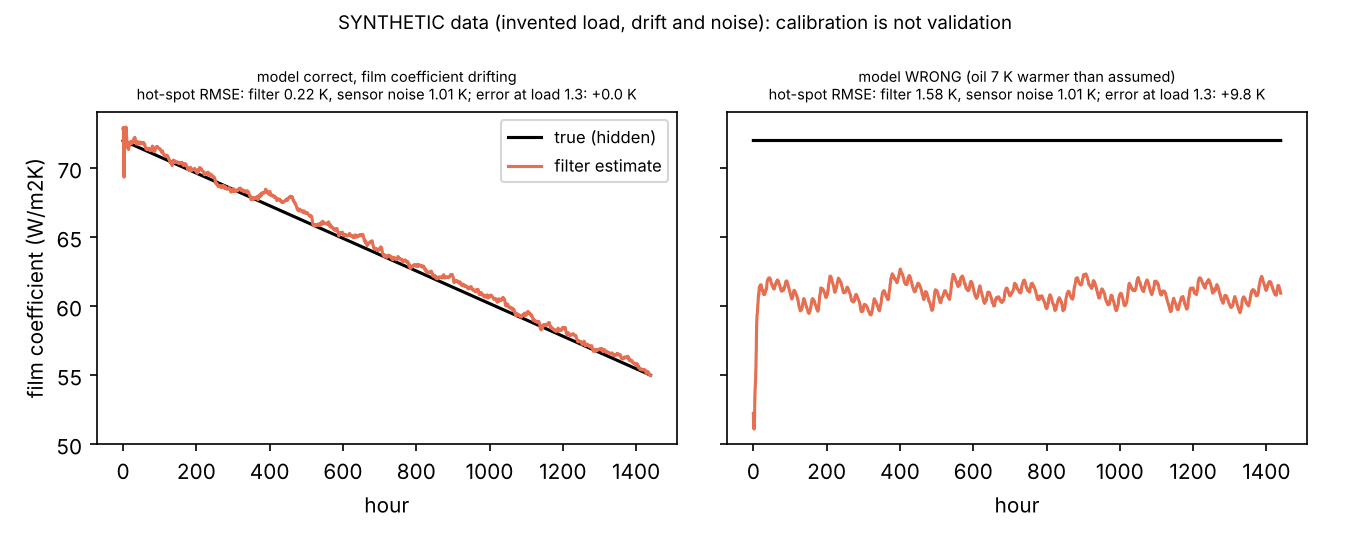 SYNTHETIC data (invented load, drift and noise): calibration is not validation
model correct, film coefficient drifting
hot-spot RMSE: filter 0.22 K, sensor noise 1.01 K; error at load 1.3: +0.0 K
true (hidden)
filter estimate
film coefficient (W/m2K)
70
65
60
55
50
0 200 400 600 800 1000 1200 1400
hour
model WRONG (oil 7 K warmer than assumed)
hot-spot RMSE: filter 1.58 K, sensor noise 1.01 K; error at load 1.3: +9.8 K
0 200 400 600 800 1000 1200 1400
hour